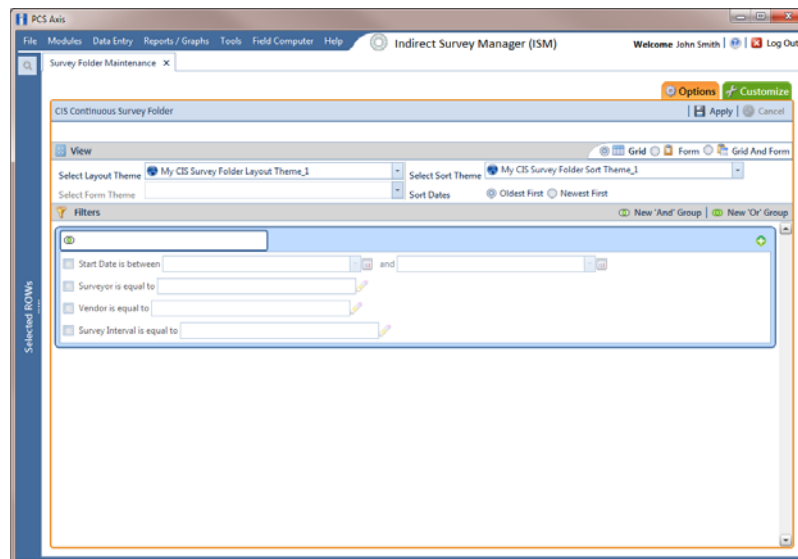 PCS Axis
File Modules Data Entry Reports / Graphs Tools Field Computer Help Indirect Survey Manager (ISM) Welcome John Smith | | Log Out
Survey Folder Maintenance X
Options Customize
CIS Continuous Survey Folder | Apply | Cancel
View Grid Form Grid And Form
Select Layout Theme My CIS Survey Folder Layout Theme_1 Select Sort Theme My CIS Survey Folder Sort Theme_1
Select Form Theme Sort Dates Oldest First Newest First
Filters New 'And' Group | New 'Or' Group
Start Date is between and
Surveyor is equal to
Vendor is equal to
Survey Interval is equal to
Selected ROWs